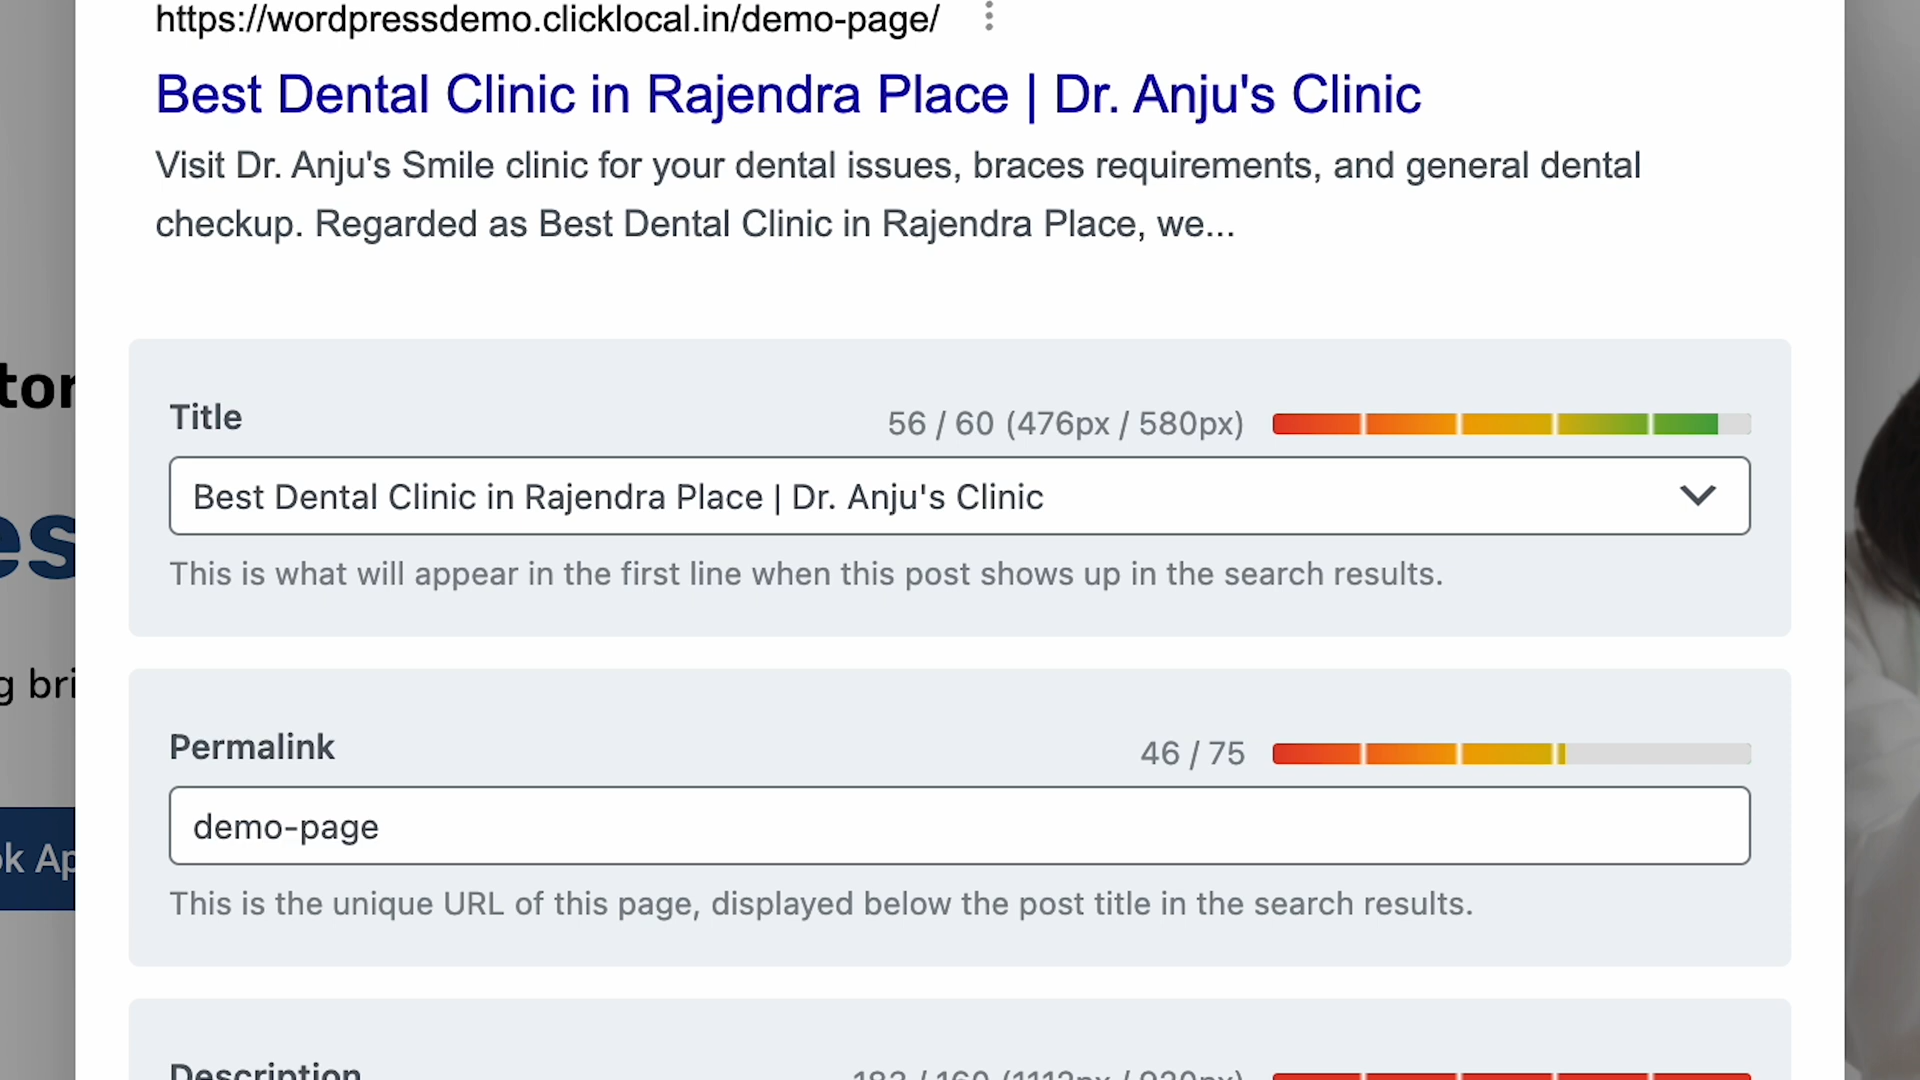 https://wordpressdemo.clicklocal.in/demo-page/
Best Dental Clinic in Rajendra Place | Dr. Anju's Clinic
Visit Dr. Anju's Smile clinic for your dental issues, braces requirements, and general dental
checkup. Regarded as Best Dental Clinic in Rajendra Place, we...
Title
56 / 60 (476px / 580px)
Best Dental Clinic in Rajendra Place | Dr. Anju's Clinic
This is what will appear in the first line when this post shows up in the search results.
Permalink
46 / 75
demo-page
This is the unique URL of this page, displayed below the post title in the search results.
Description